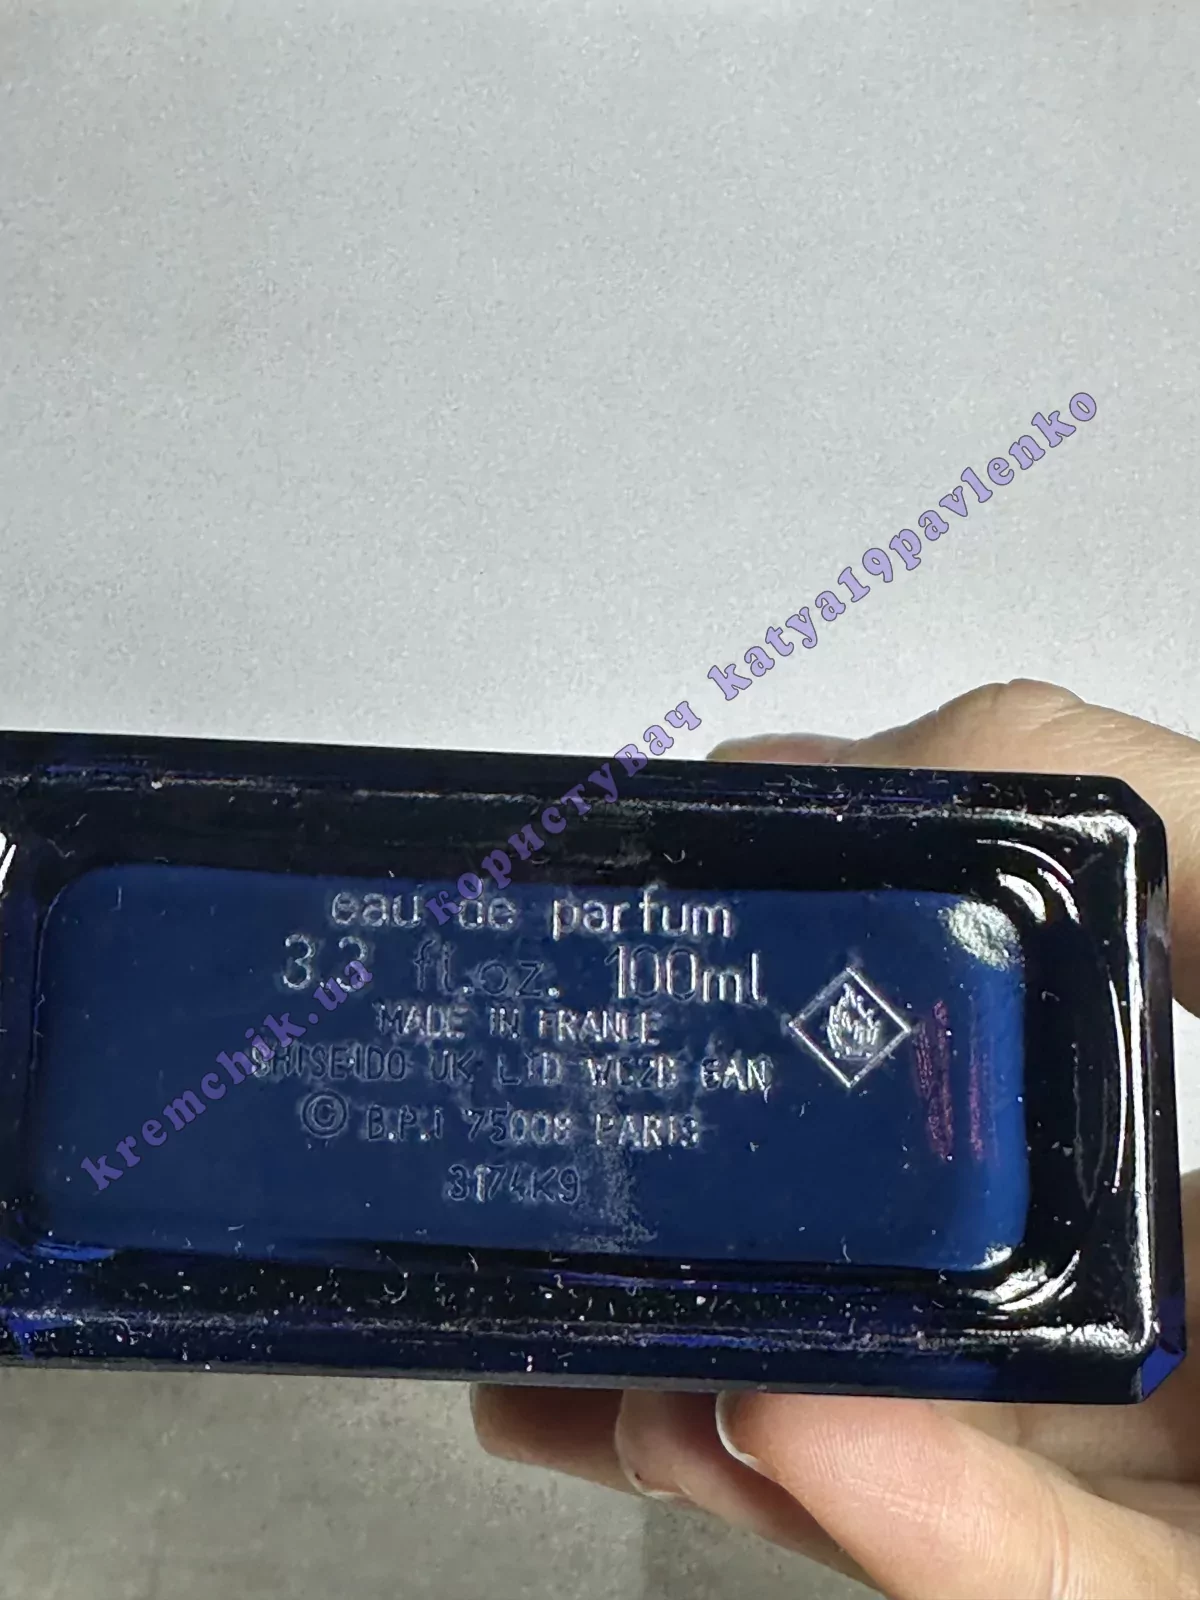 eau de parfum
3.3 fl.oz. 100ml
MADE IN FRANCE
SHISEIDO UK LTD WC2B 6AN
© B.P.I 75008 PARIS
3174K9
kremchik.ua користувач katya19pavlenko